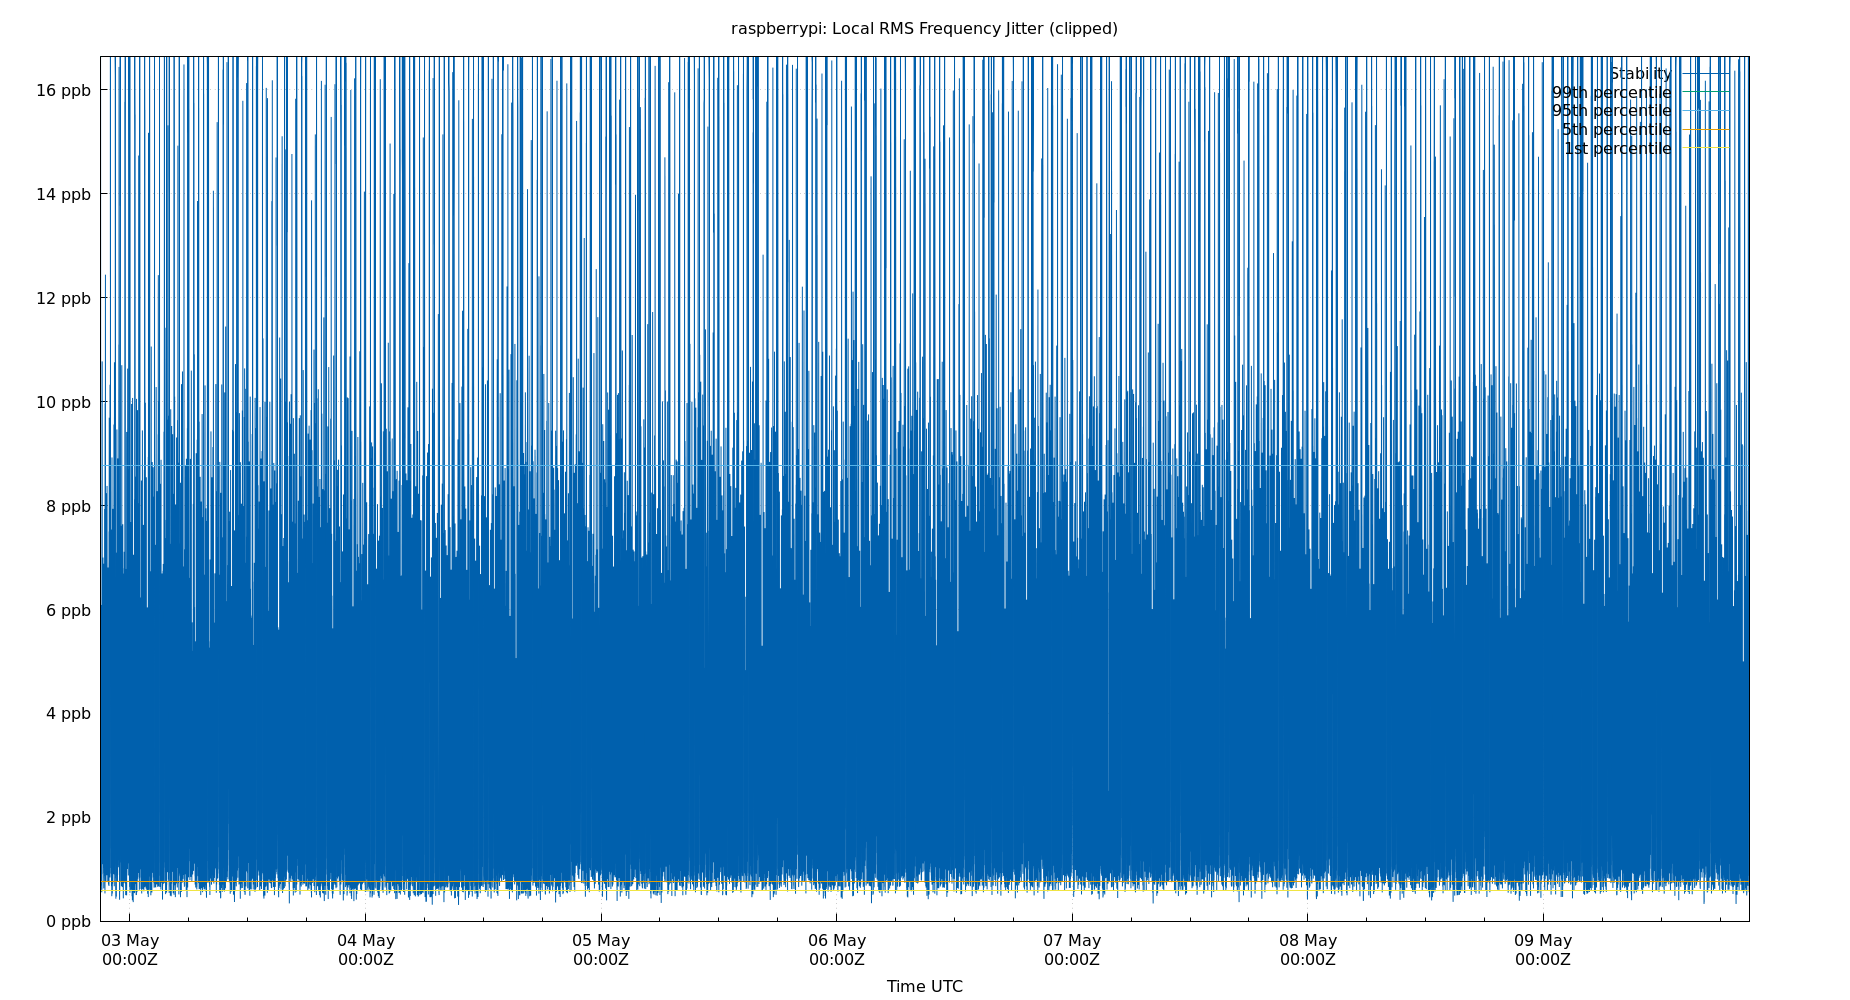 raspberrypi: Local RMS Frequency Jitter (clipped)
Stability
99th percentile
95th percentile
5th percentile
1st percentile
16 ppb
14 ppb
12 ppb
10 ppb
8 ppb
6 ppb
4 ppb
2 ppb
0 ppb
03 May 04 May 05 May 06 May 07 May 08 May 09 May
00:00Z 00:00Z 00:00Z 00:00Z 00:00Z 00:00Z 00:00Z
Time UTC